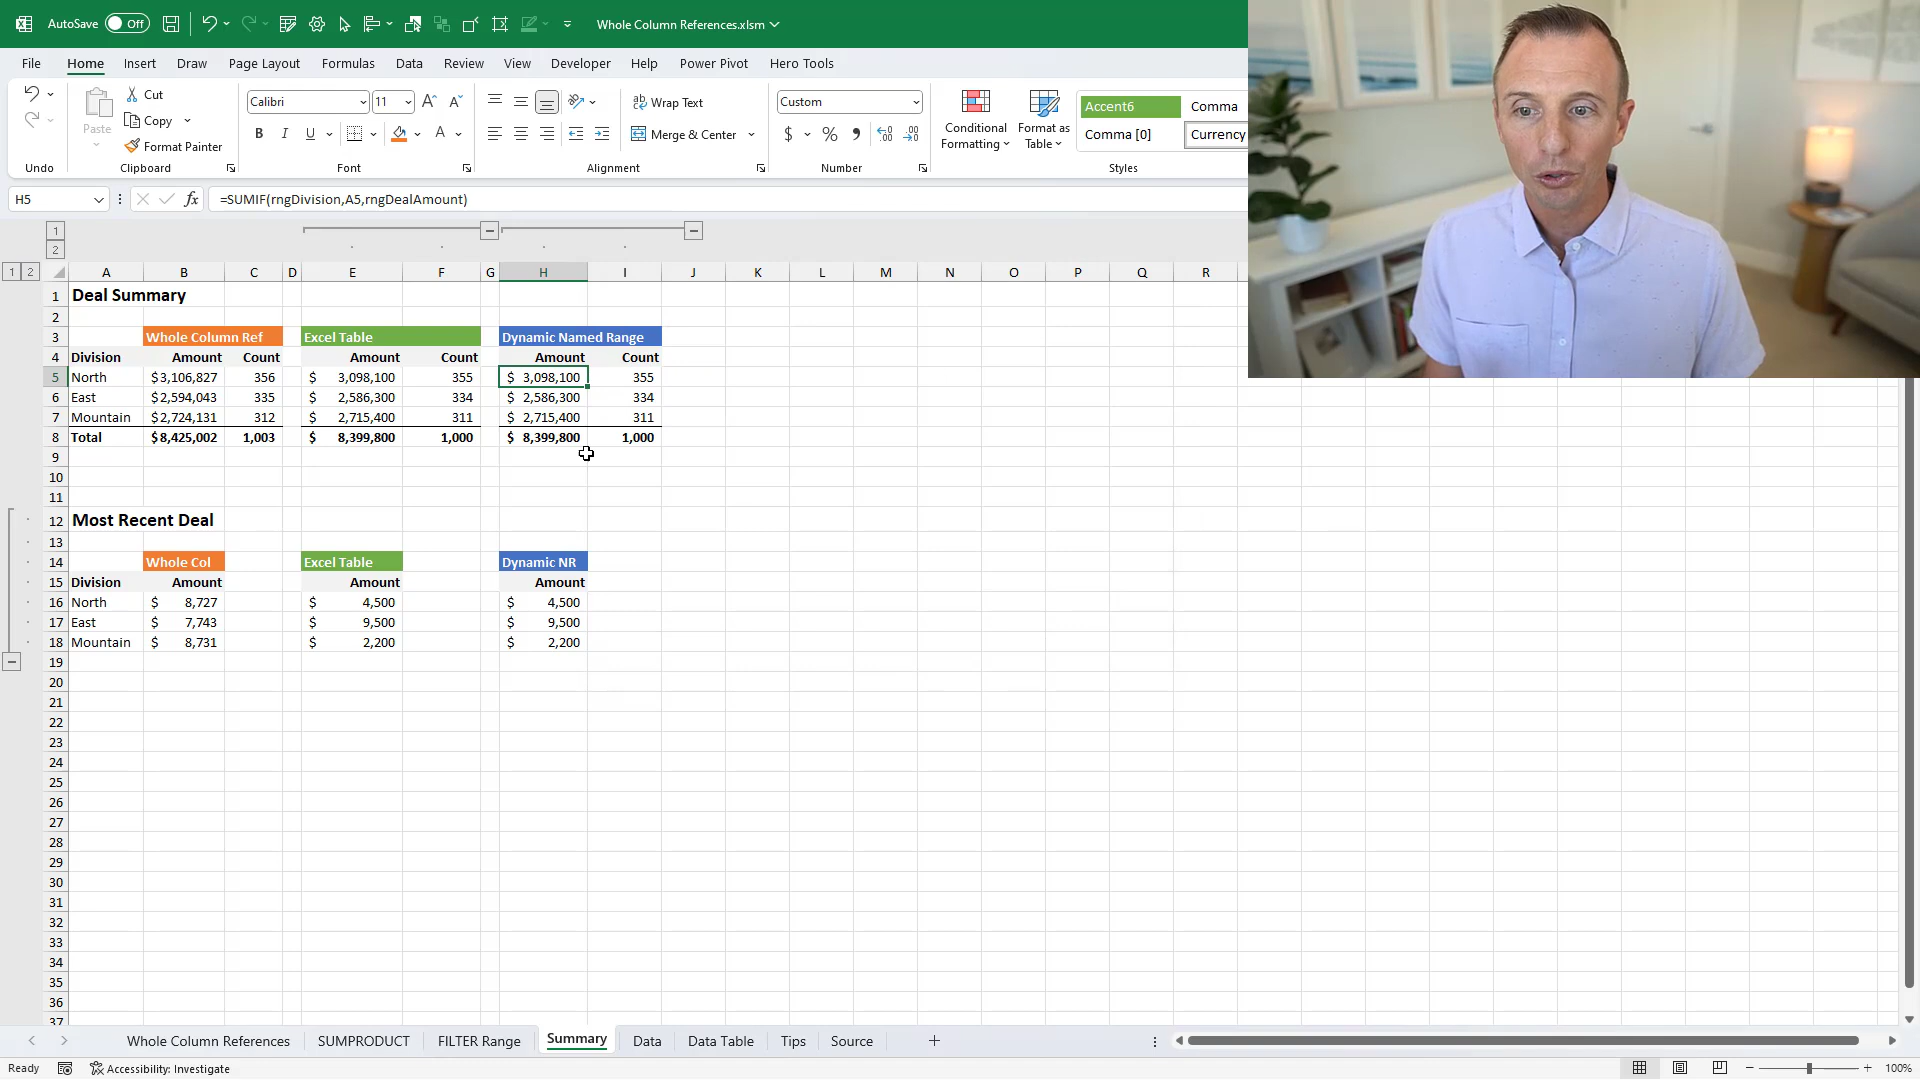 AutoSave Off Whole Column References.xlsm
File Home Insert Draw Page Layout Formulas Data Review View Developer Help Power Pivot Hero Tools
Cut
Copy
Format Painter
Paste
Calibri 11
B I U
Wrap Text
Merge & Center
Custom
$ % 9
Conditional Formatting
Format as Table
Accent6 Comma
Comma [0] Currency
Undo Clipboard Font Alignment Number Styles
H5 fx =SUMIF(rngDivision,A5,rngDealAmount)
1
2
1 2 A B C D E F G H I J K L M N O P Q R
1 Deal Summary
2
3 Whole Column Ref Excel Table Dynamic Named Range
4 Division Amount Count Amount Count Amount Count
5 North $3,106,827 356 $ 3,098,100 355 $ 3,098,100 355
6 East $2,594,043 335 $ 2,586,300 334 $ 2,586,300 334
7 Mountain $2,724,131 312 $ 2,715,400 311 $ 2,715,400 311
8 Total $8,425,002 1,003 $ 8,399,800 1,000 $ 8,399,800 1,000
9
10
11
12 Most Recent Deal
13
14 Whole Col Excel Table Dynamic NR
15 Division Amount Amount Amount
16 North $ 8,727 $ 4,500 $ 4,500
17 East $ 7,743 $ 9,500 $ 9,500
18 Mountain $ 8,731 $ 2,200 $ 2,200
19
20
21
22
23
24
25
26
27
28
29
30
31
32
33
34
35
36
37
Whole Column References SUMPRODUCT FILTER Range Summary Data Data Table Tips Source
Ready Accessibility: Investigate 100%